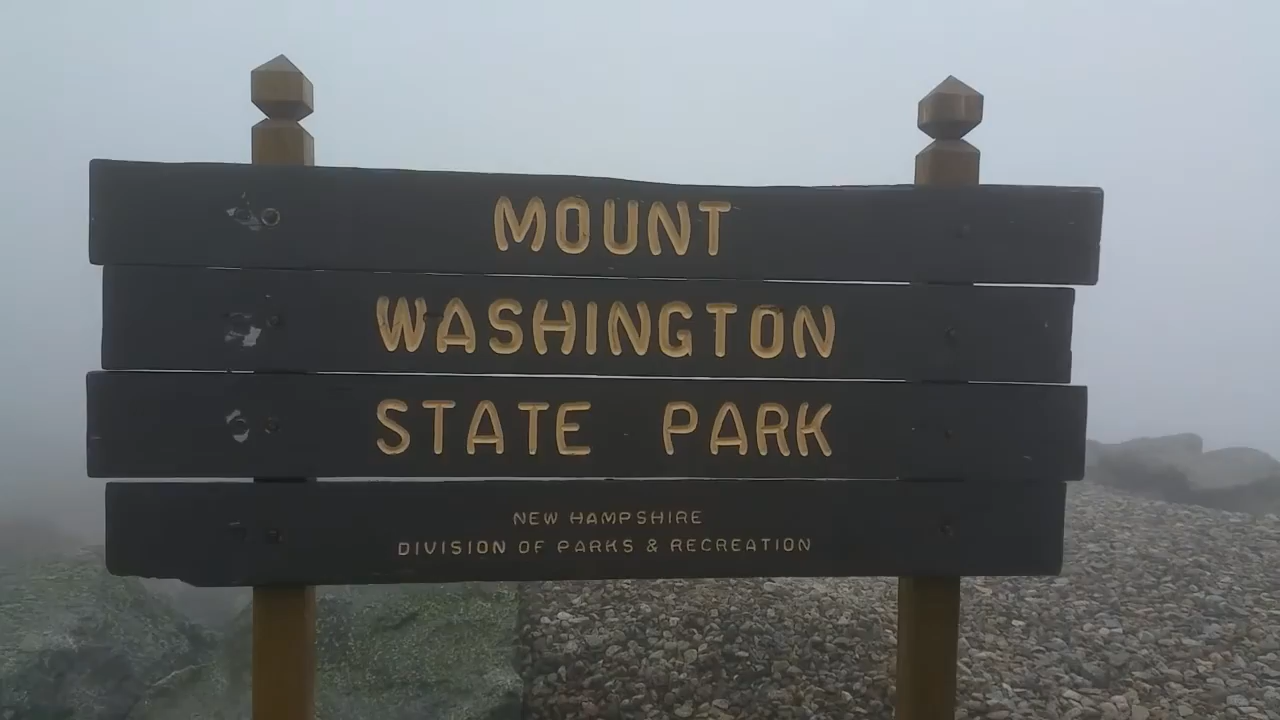 MOUNT
WASHINGTON
STATE PARK
NEW HAMPSHIRE
DIVISION OF PARKS & RECREATION